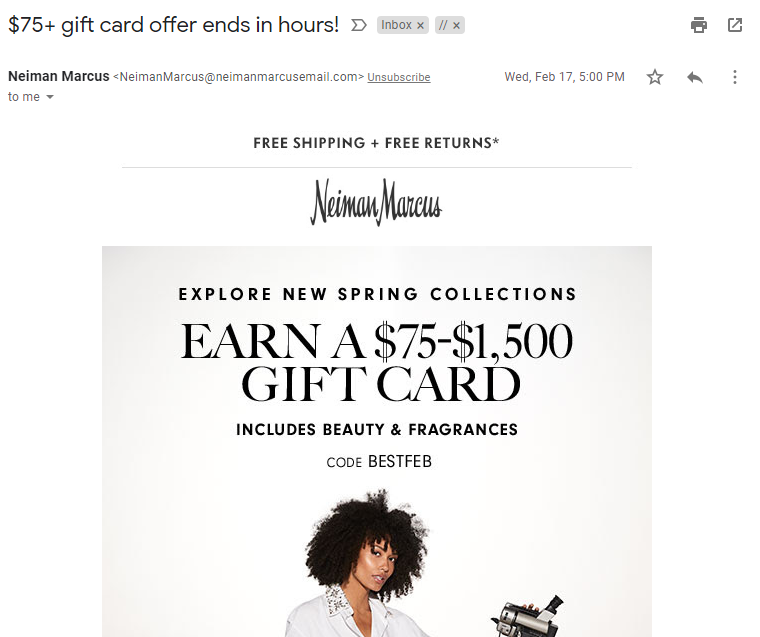 $75+ gift card offer ends in hours! Inbox × // ×
Neiman Marcus <NeimanMarcus@neimanmarcusemail.com> Unsubscribe Wed, Feb 17, 5:00 PM
to me
FREE SHIPPING + FREE RETURNS*
Neiman Marcus
EXPLORE NEW SPRING COLLECTIONS
EARN A $75-$1,500
GIFT CARD
INCLUDES BEAUTY & FRAGRANCES
CODE BESTFEB